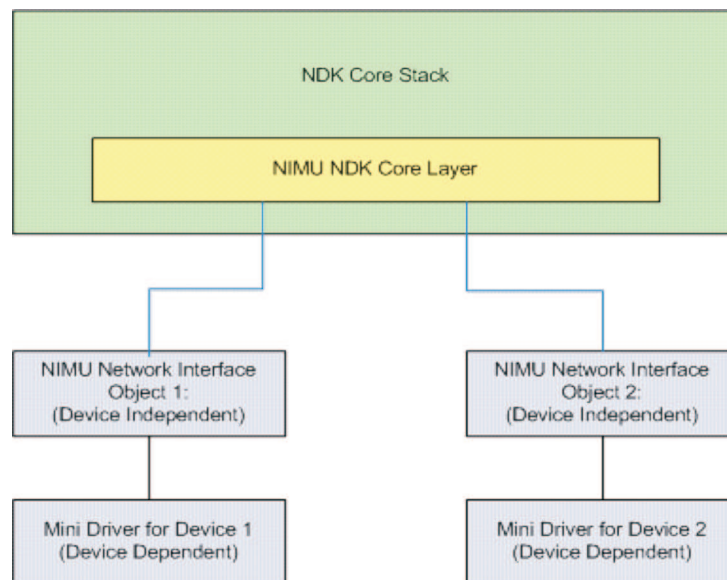 NDK Core Stack
NIMU NDK Core Layer
NIMU Network Interface
Object 1:
(Device Independent)
NIMU Network Interface
Object 2:
(Device Independent)
Mini Driver for Device 1
(Device Dependent)
Mini Driver for Device 2
(Device Dependent)